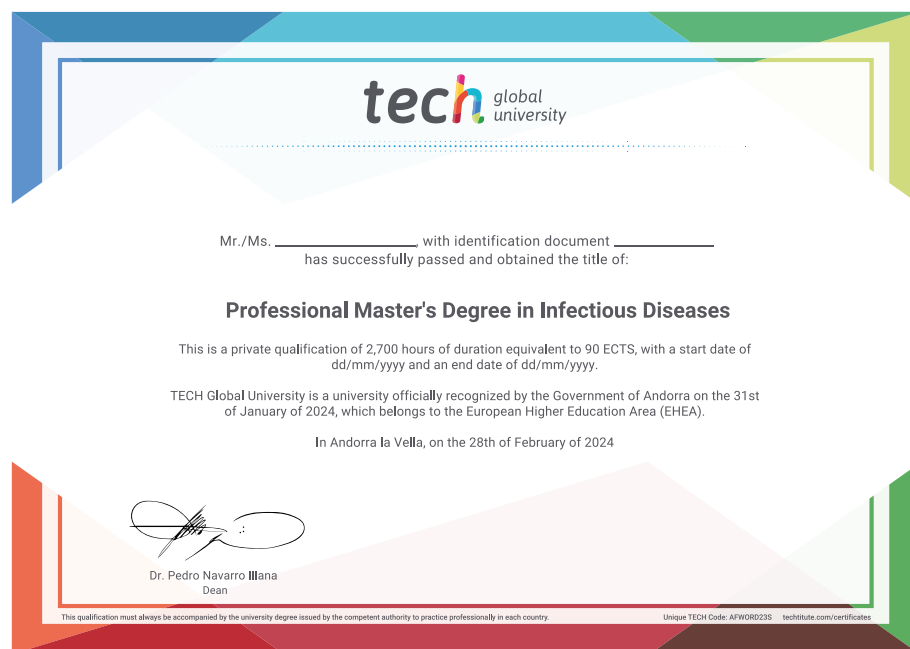 tech global
university
Mr./Ms. ________________, with identification document ____________
has successfully passed and obtained the title of:
Professional Master's Degree in Infectious Diseases
This is a private qualification of 2,700 hours of duration equivalent to 90 ECTS, with a start date of
dd/mm/yyyy and an end date of dd/mm/yyyy.
TECH Global University is a university officially recognized by the Government of Andorra on the 31st
of January of 2024, which belongs to the European Higher Education Area (EHEA).
In Andorra la Vella, on the 28th of February of 2024
Dr. Pedro Navarro Illana
Dean
This qualification must always be accompanied by the university degree issued by the competent authority to practice professionally in each country. Unique TECH Code: AFWORD23S techtitute.com/certificates